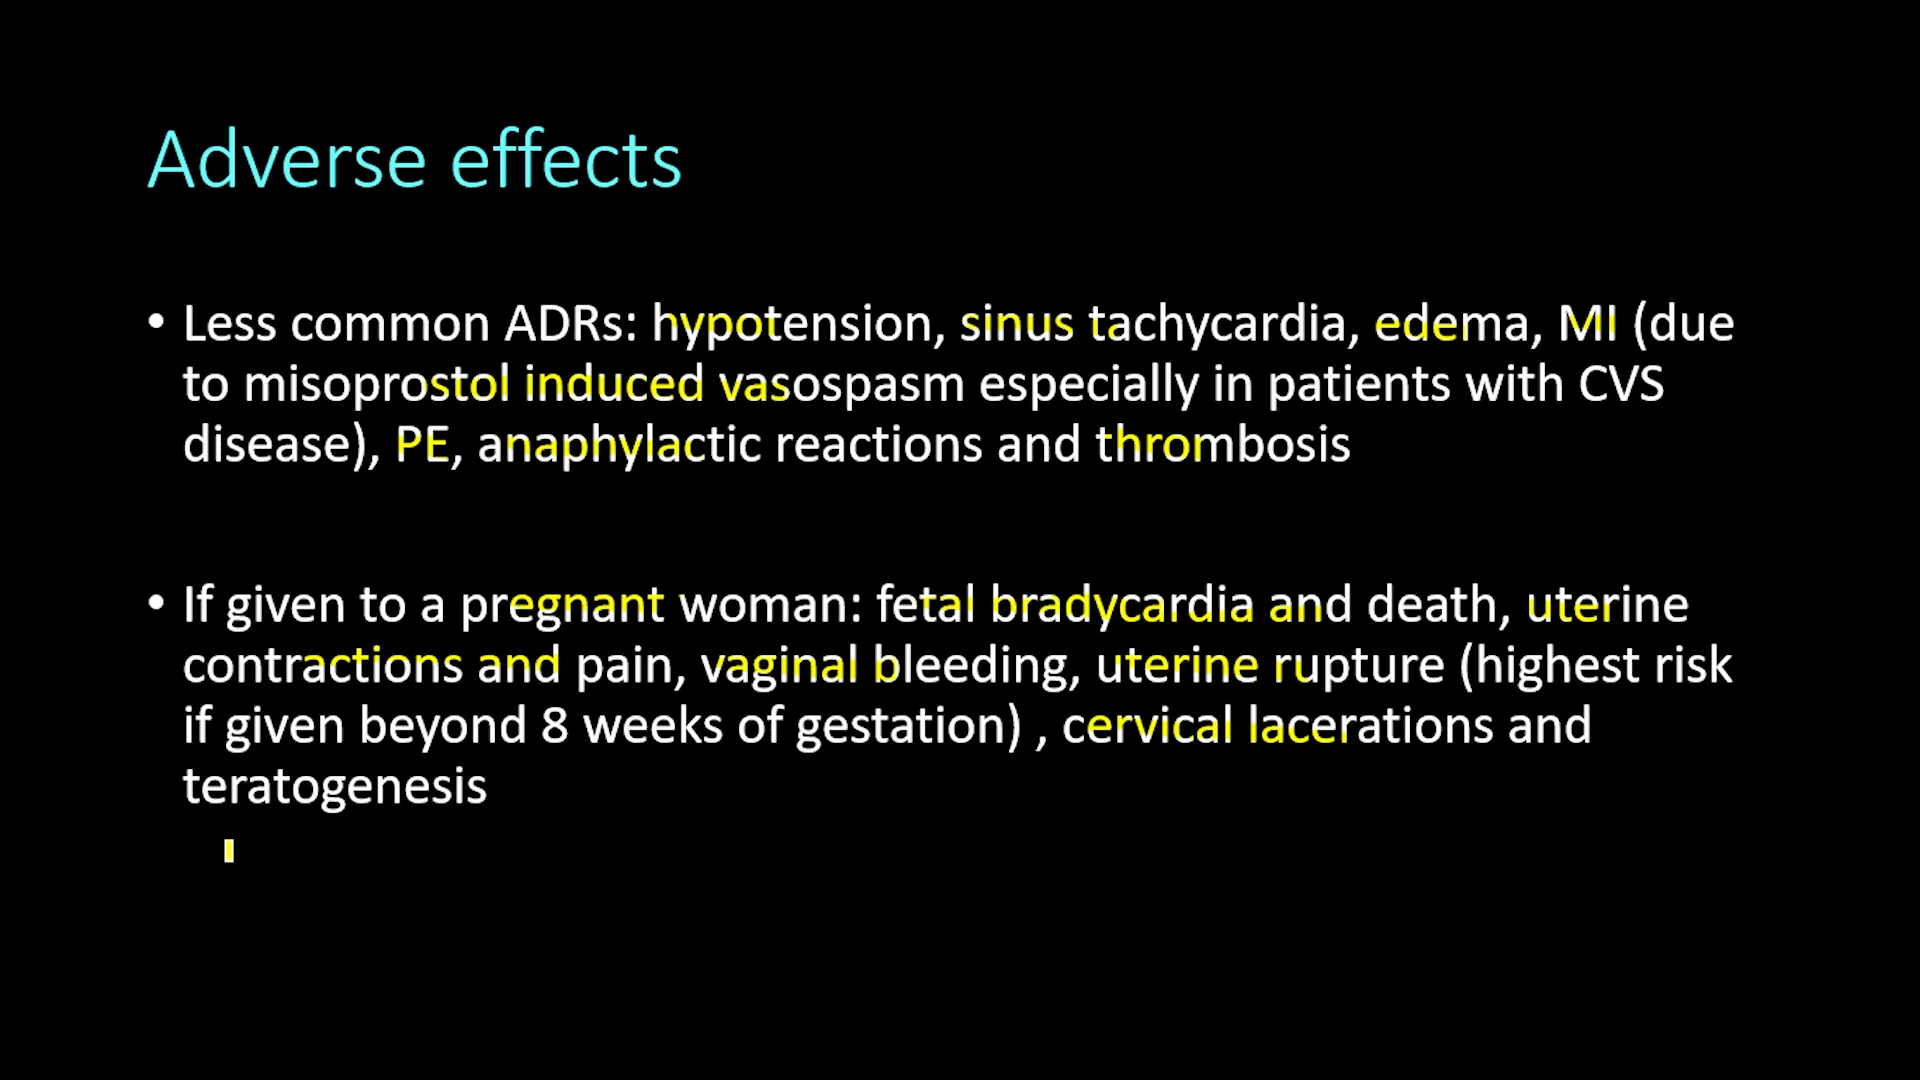 Adverse effects
• Less common ADRs: hypotension, sinus tachycardia, edema, MI (due
to misoprostol induced vasospasm especially in patients with CVS
disease), PE, anaphylactic reactions and thrombosis
• If given to a pregnant woman: fetal bradycardia and death, uterine
contractions and pain, vaginal bleeding, uterine rupture (highest risk
if given beyond 8 weeks of gestation) , cervical lacerations and
teratogenesis